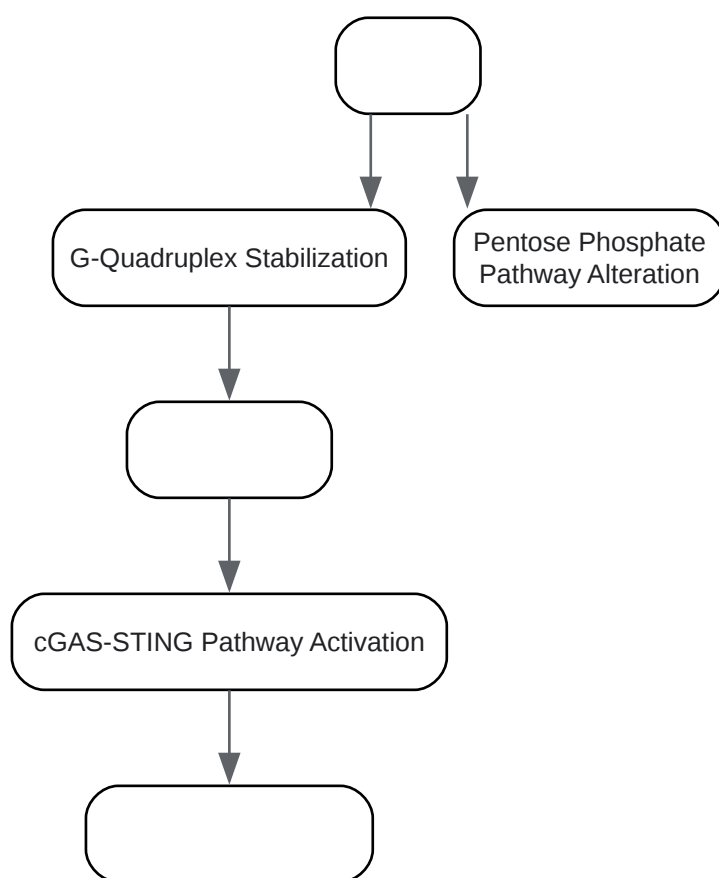 G-Quadruplex Stabilization
Pentose Phosphate
Pathway Alteration
cGAS-STING Pathway Activation